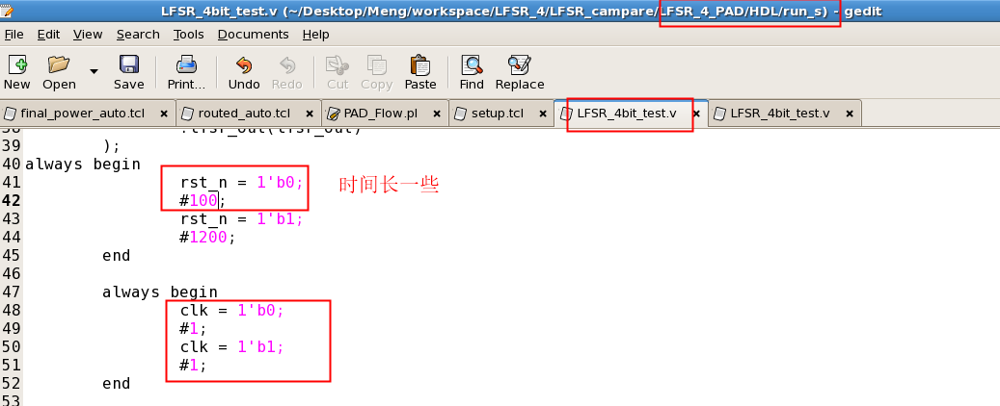 LFSR_4bit_test.v (~/Desktop/Meng/workspace/LFSR_4/LFSR_campare/LFSR_4_PAD/HDL/run_s) - gedit
File Edit View Search Tools Documents Help
New Open Save Print... Undo Redo Cut Copy Paste Find Replace
final_power_auto.tcl × routed_auto.tcl × PAD_Flow.pl × setup.tcl × LFSR_4bit_test.v × LFSR_4bit_test.v ×
38 .lfsr_out(lfsr_out)
39 );
40 always begin
41 rst_n = 1'b0; 时间长一些
42 #100;
43 rst_n = 1'b1;
44 #1200;
45 end
46
47 always begin
48 clk = 1'b0;
49 #1;
50 clk = 1'b1;
51 #1;
52 end
53